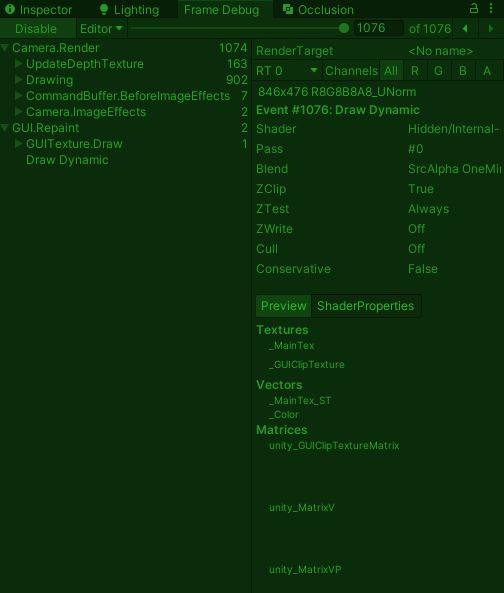 Inspector Lighting Frame Debug Occlusion
Disable Editor 1076 of 1076
Camera.Render 1074
UpdateDepthTexture 163
Drawing 902
CommandBuffer.BeforeImageEffects 7
Camera.ImageEffects 2
GUI.Repaint 2
GUITexture.Draw 1
Draw Dynamic
RenderTarget <No name>
RT 0 Channels All R G B A
846x476 R8G8B8A8_UNorm
Event #1076: Draw Dynamic
Shader Hidden/Internal-
Pass #0
Blend SrcAlpha OneMin
ZClip True
ZTest Always
ZWrite Off
Cull Off
Conservative False
Preview ShaderProperties
Textures
_MainTex
_GUIClipTexture
Vectors
_MainTex_ST
_Color
Matrices
unity_GUIClipTextureMatrix
unity_MatrixV
unity_MatrixVP